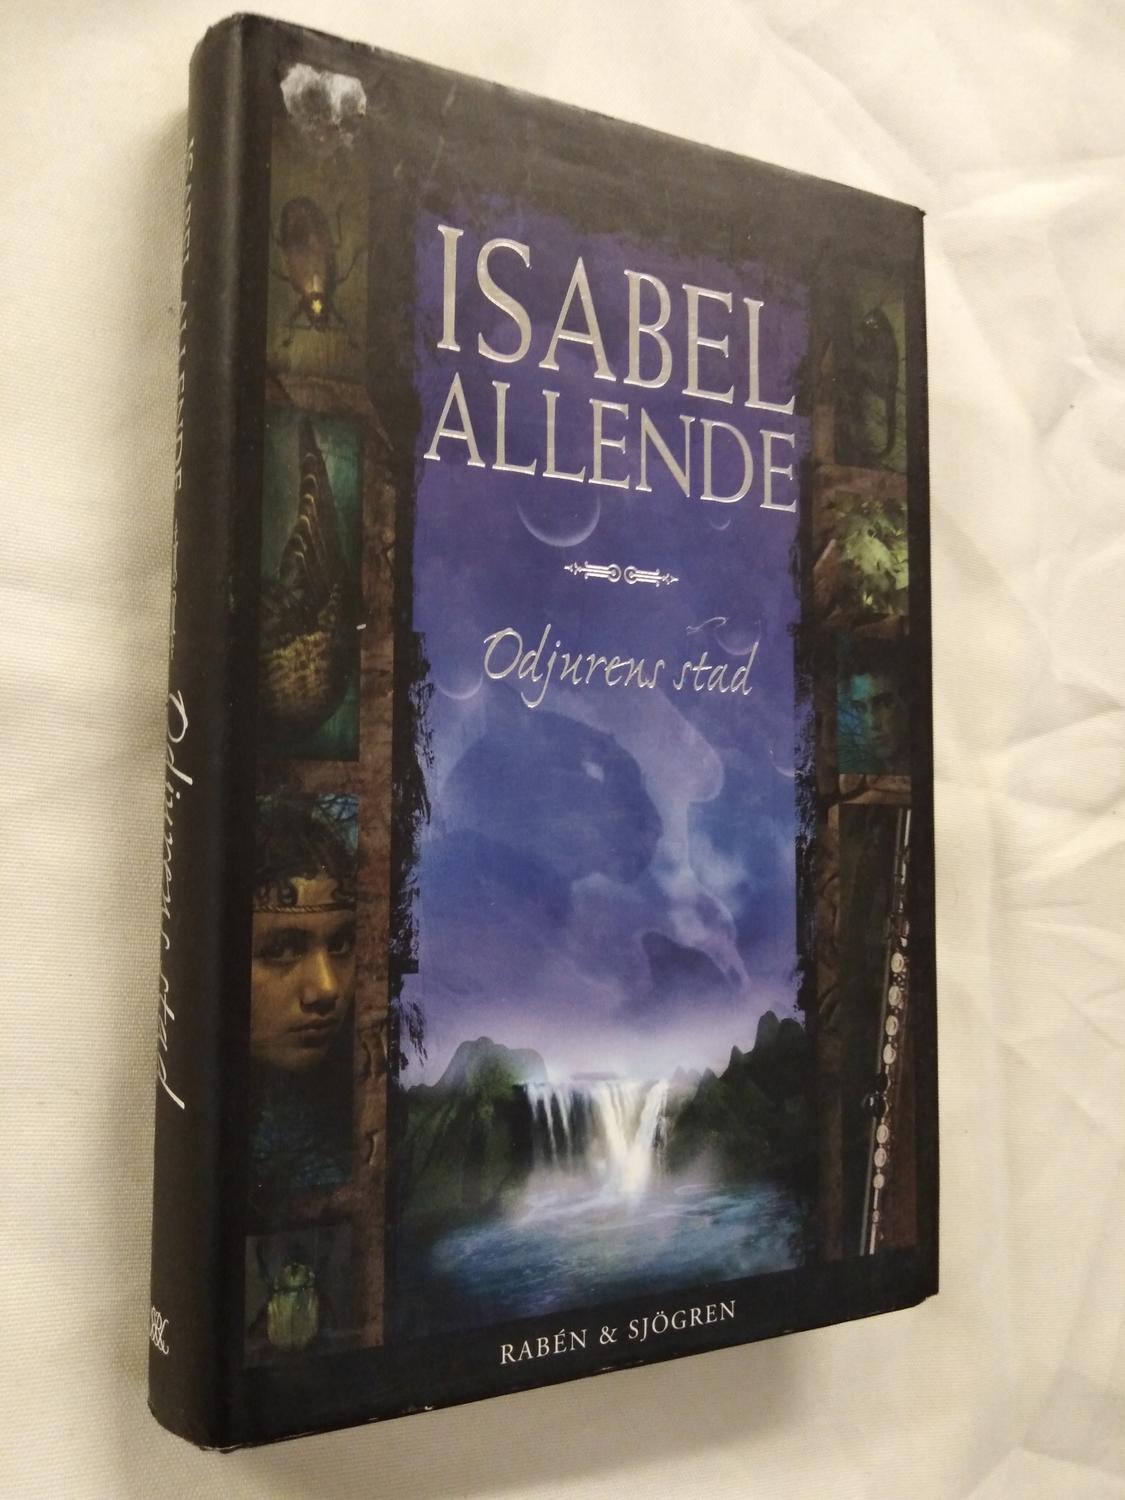 ISABEL
ALLENDE
Odjurens stad
RABÉN & SJÖGREN
ISABEL ALLENDE
Odjurens stad